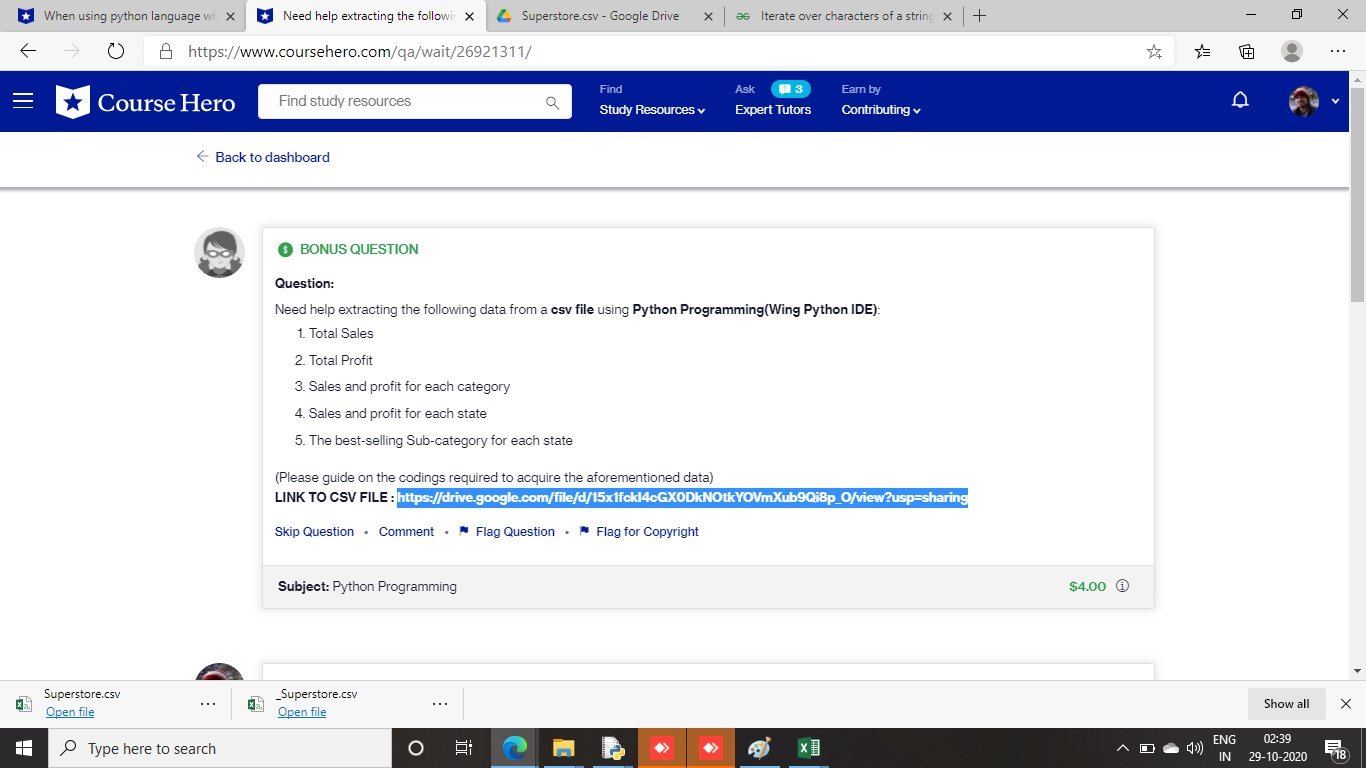 When using python language wh
Need help extracting the followin
Superstore.csv - Google Drive
Iterate over characters of a string
https://www.coursehero.com/qa/wait/26921311/
Course Hero
Find study resources
Find
Study Resources
Ask 3
Expert Tutors
Earn by
Contributing
Back to dashboard
$ BONUS QUESTION
Question:
Need help extracting the following data from a csv file using Python Programming(Wing Python IDE):
1. Total Sales
2. Total Profit
3. Sales and profit for each category
4. Sales and profit for each state
5. The best-selling Sub-category for each state
(Please guide on the codings required to acquire the aforementioned data)
LINK TO CSV FILE : https://drive.google.com/file/d/15x1fckI4cGX0DkNOtkYOVmXub9Qi8p_O/view?usp=sharing
Skip Question • Comment • Flag Question • Flag for Copyright
Subject: Python Programming
$4.00
Superstore.csv
Open file
_Superstore.csv
Open file
Show all
Type here to search
ENG
IN
02:39
29-10-2020
18